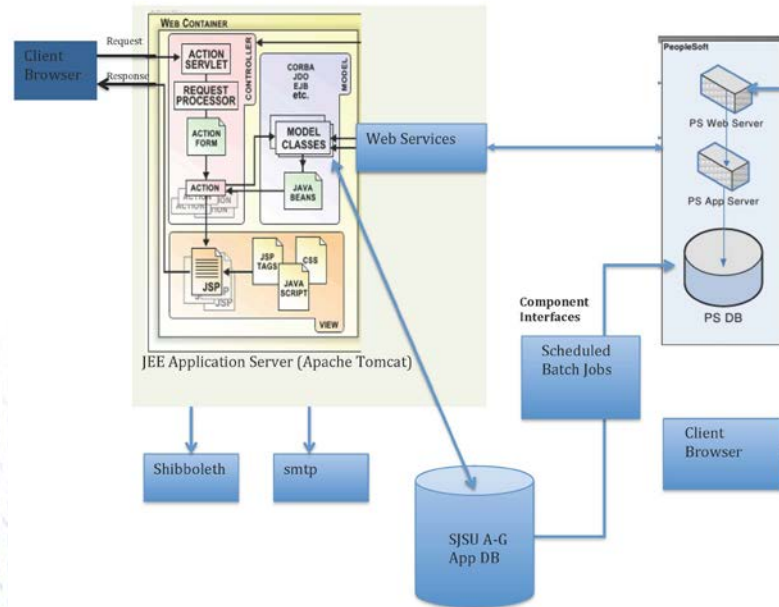 WEB CONTAINER
Client
Browser
Request
Response
ACTION
SERVLET
REQUEST
PROCESSOR
ACTION
FORM
ACTION
ACTION
ACTION
CONTROLLER
CORBA
JDO
EJB
etc.
MODEL
MODEL
CLASSES
JAVA
BEANS
Web Services
JSP
JSP
JSP
TAGS
CSS
JAVA
SCRIPT
VIEW
JEE Application Server (Apache Tomcat)
Shibboleth
smtp
SJSU A-G
App DB
Component
Interfaces
Scheduled
Batch Jobs
PeopleSoft
PS Web Server
PS App Server
PS DB
Client
Browser